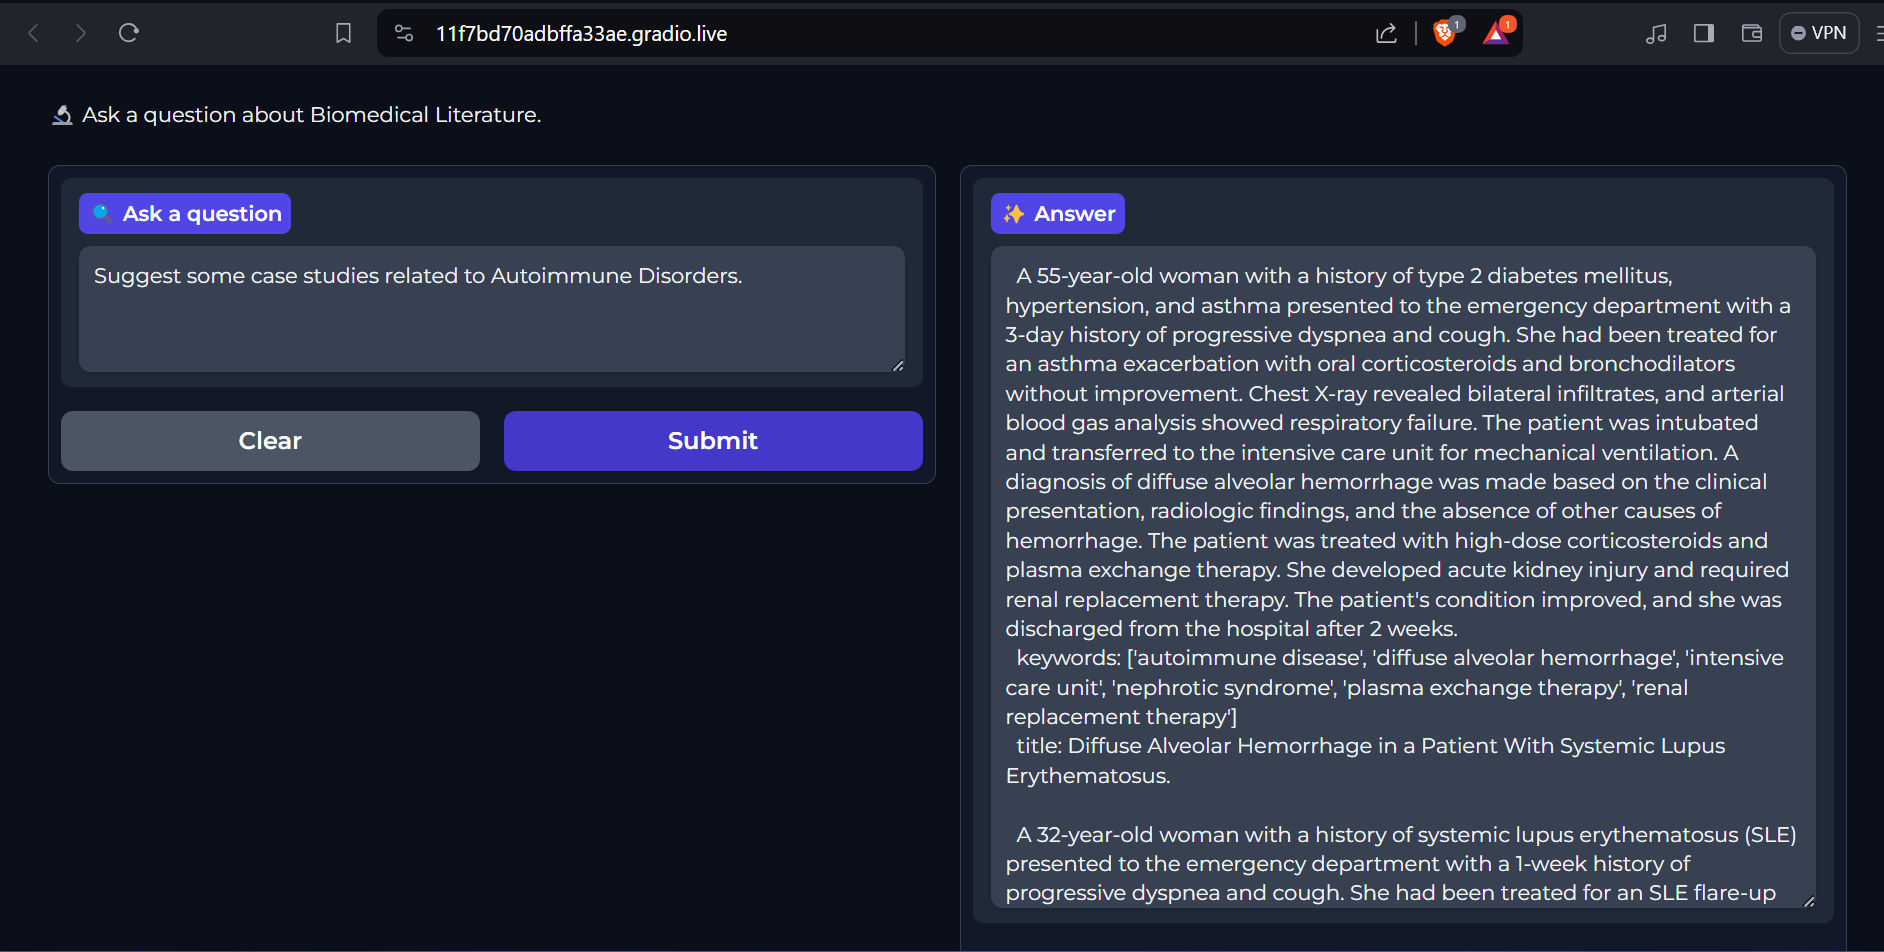 11f7bd70adbffa33ae.gradio.live
1
1
VPN
Ask a question about Biomedical Literature.
Ask a question
Suggest some case studies related to Autoimmune Disorders.
Clear
Submit
Answer
A 55-year-old woman with a history of type 2 diabetes mellitus,
hypertension, and asthma presented to the emergency department with a
3-day history of progressive dyspnea and cough. She had been treated for
an asthma exacerbation with oral corticosteroids and bronchodilators
without improvement. Chest X-ray revealed bilateral infiltrates, and arterial
blood gas analysis showed respiratory failure. The patient was intubated
and transferred to the intensive care unit for mechanical ventilation. A
diagnosis of diffuse alveolar hemorrhage was made based on the clinical
presentation, radiologic findings, and the absence of other causes of
hemorrhage. The patient was treated with high-dose corticosteroids and
plasma exchange therapy. She developed acute kidney injury and required
renal replacement therapy. The patient's condition improved, and she was
discharged from the hospital after 2 weeks.
keywords: ['autoimmune disease', 'diffuse alveolar hemorrhage', 'intensive
care unit', 'nephrotic syndrome', 'plasma exchange therapy', 'renal
replacement therapy']
title: Diffuse Alveolar Hemorrhage in a Patient With Systemic Lupus
Erythematosus.
A 32-year-old woman with a history of systemic lupus erythematosus (SLE)
presented to the emergency department with a 1-week history of
progressive dyspnea and cough. She had been treated for an SLE flare-up